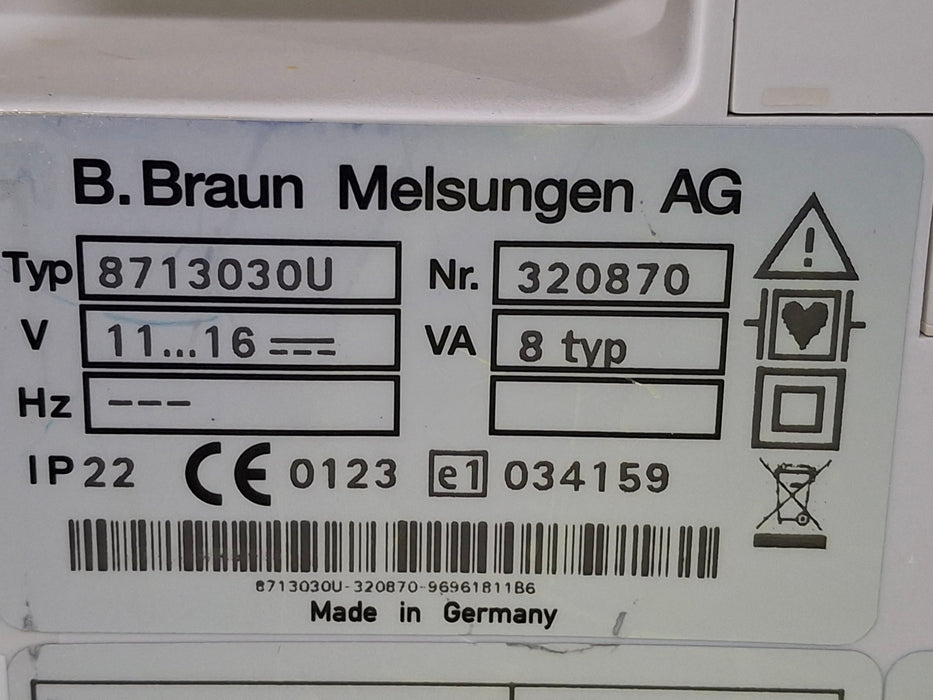 B. Braun Melsungen AG
Typ 8713030U Nr. 320870
V 11...16 VA 8 typ
Hz ---
IP22 CE 0123 e1 034159
8713030U-320870-96961811B6
Made in Germany